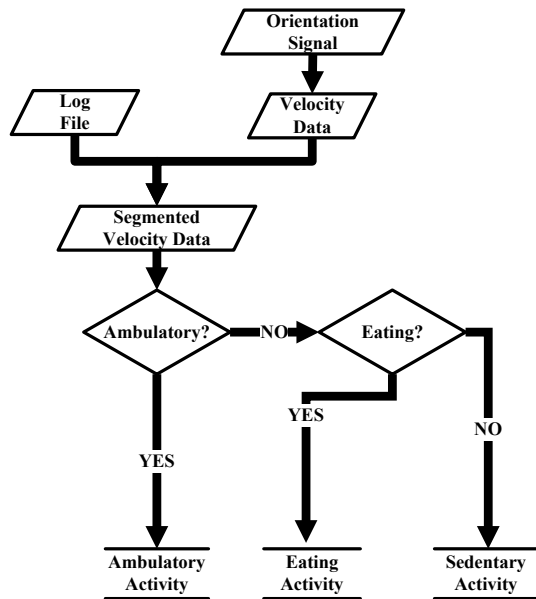 Orientation
Signal
Log
File
Velocity
Data
Segmented
Velocity Data
Ambulatory?
NO
Eating?
YES
NO
YES
Ambulatory
Activity
Eating
Activity
Sedentary
Activity